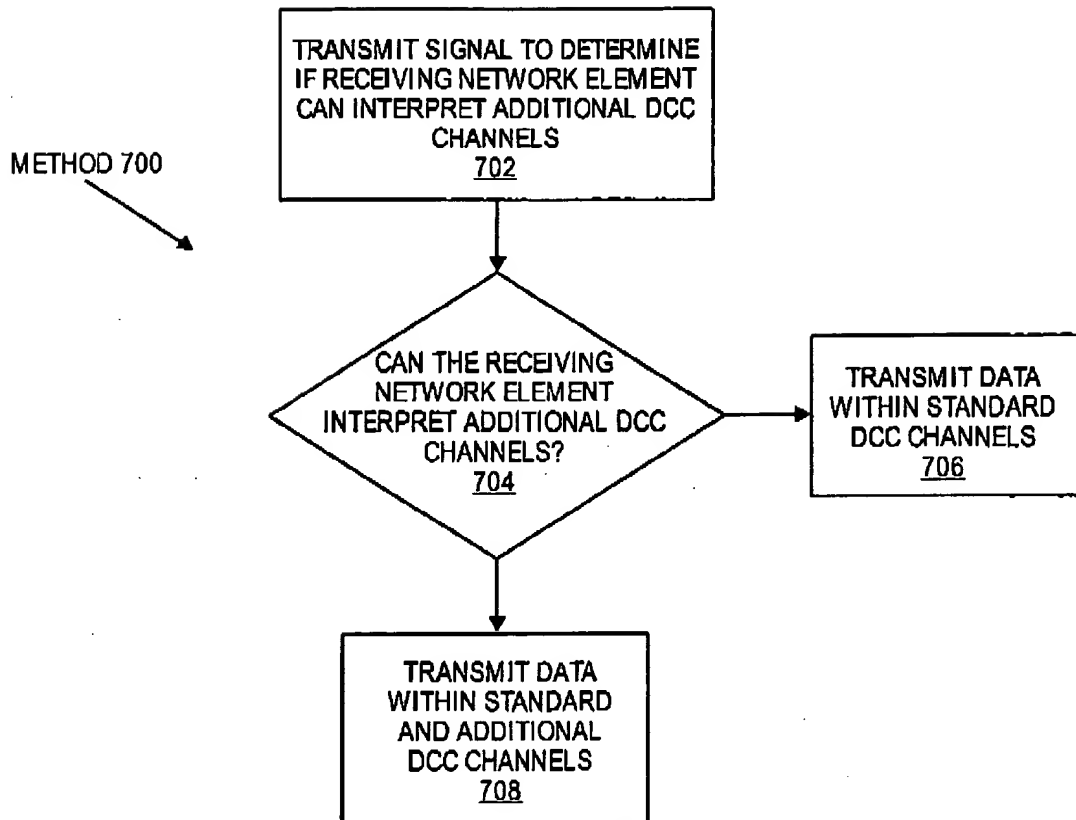 TRANSMIT SIGNAL TO DETERMINE
IF RECEIVING NETWORK ELEMENT
CAN INTERPRET ADDITIONAL DCC
CHANNELS
702
METHOD 700
CAN THE RECEIVING
NETWORK ELEMENT
INTERPRET ADDITIONAL DCC
CHANNELS?
704
TRANSMIT DATA
WITHIN STANDARD
DCC CHANNELS
706
TRANSMIT DATA
WITHIN STANDARD
AND ADDITIONAL
DCC CHANNELS
708